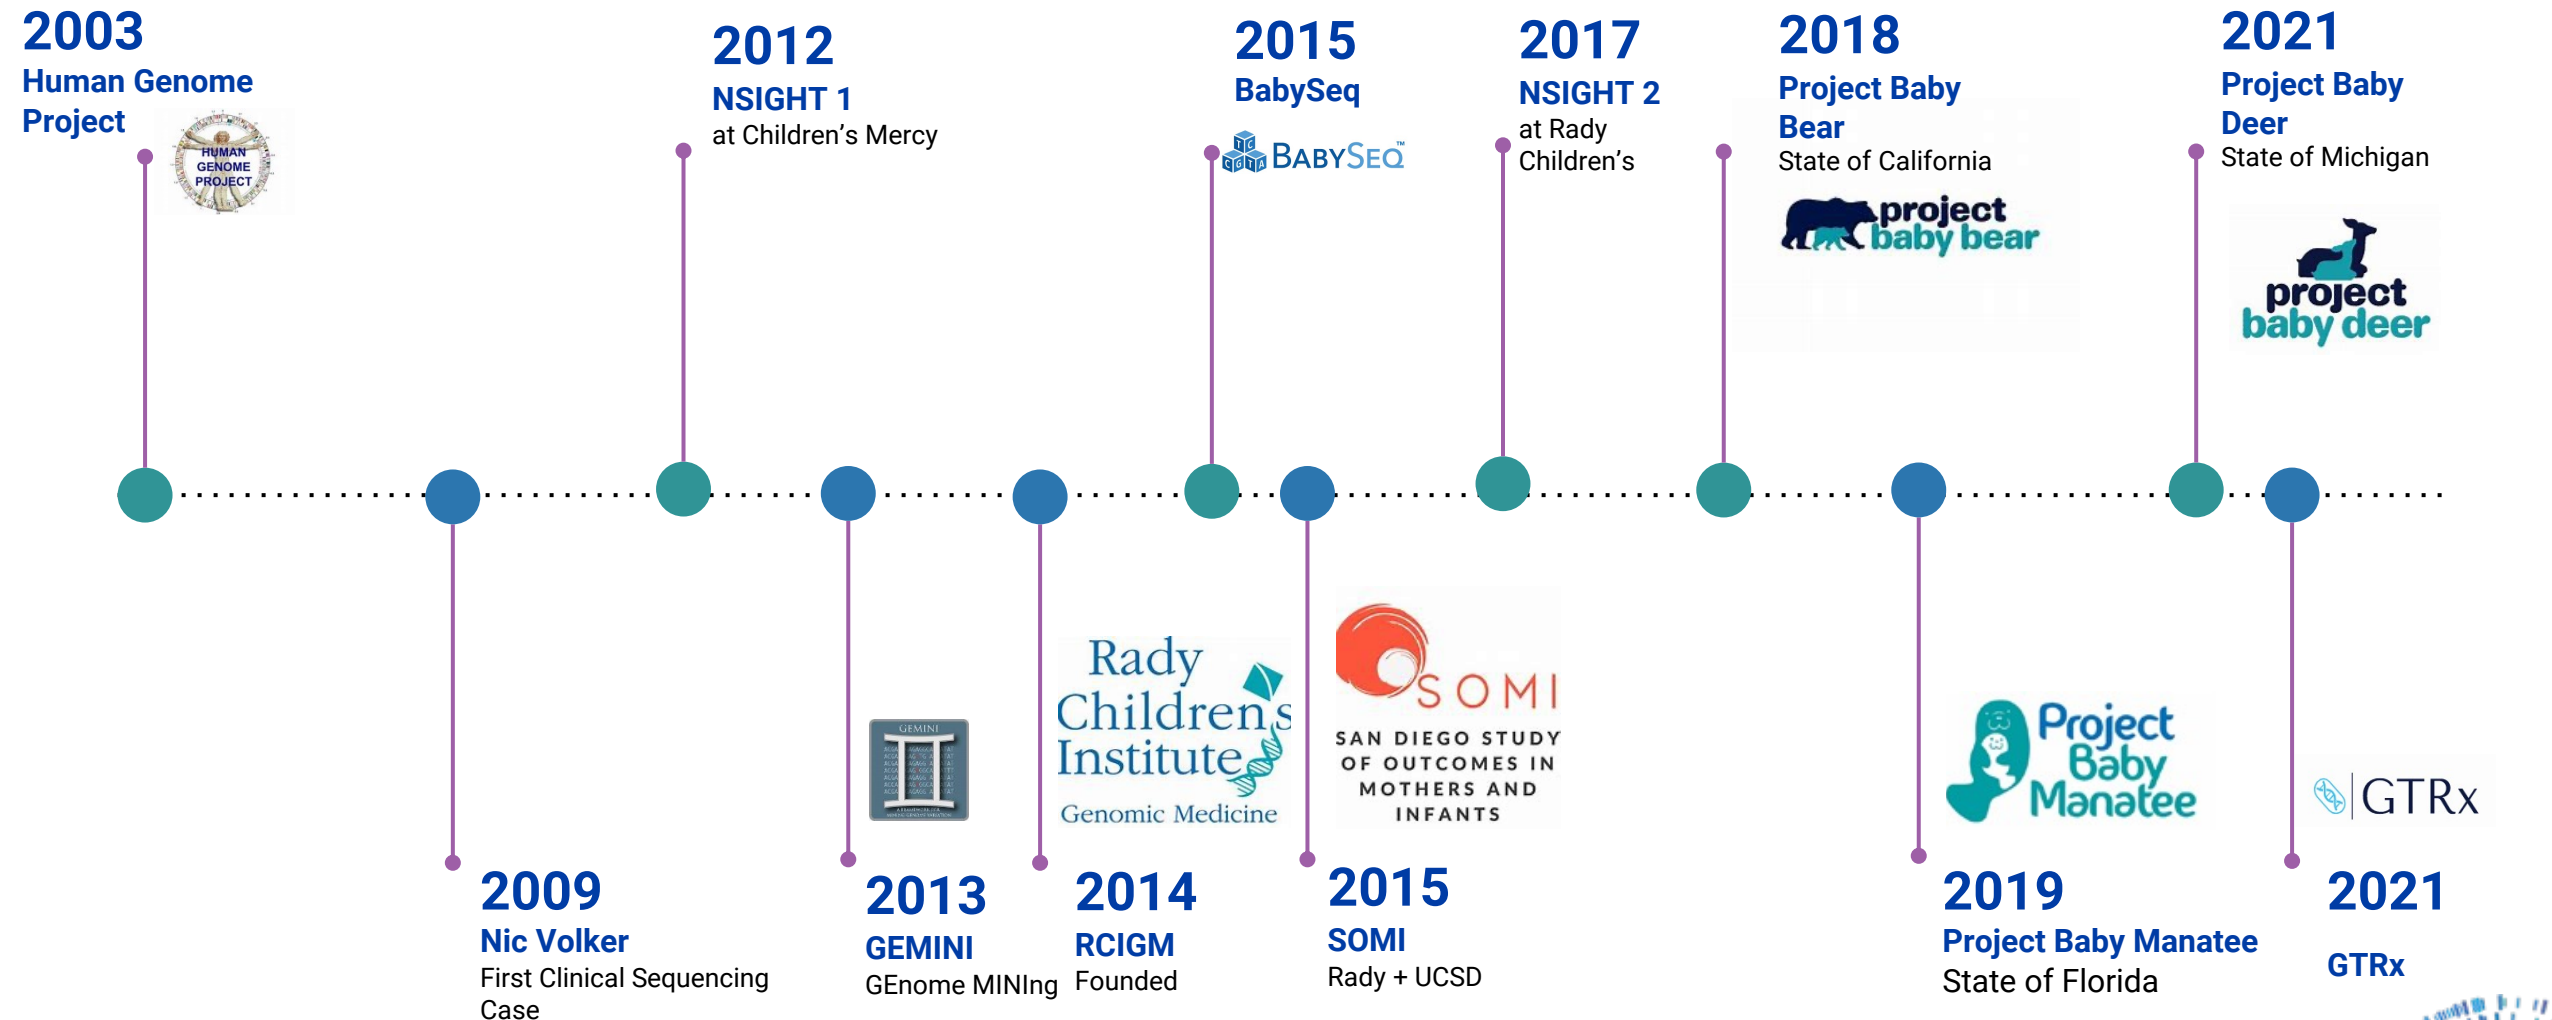 2003
Human Genome
Project
HUMAN
GENOME
PROJECT
2012
NSIGHT 1
at Children's Mercy
2015
BabySeq
TC
CGTA
BABYSEQ™
2017
NSIGHT 2
at Rady
Children's
2018
Project Baby
Bear
State of California
project
baby bear
2021
Project Baby
Deer
State of Michigan
project
baby deer
2009
Nic Volker
First Clinical Sequencing
Case
GEMINI
2013
GEMINI
GEnome MINIng
Rady
Children's
Institute
Genomic Medicine
2014
RCIGM
Founded
SOMI
SAN DIEGO STUDY
OF OUTCOMES IN
MOTHERS AND
INFANTS
2015
SOMI
Rady + UCSD
Project
Baby
Manatee
2019
Project Baby Manatee
State of Florida
GTRx
2021
GTRx